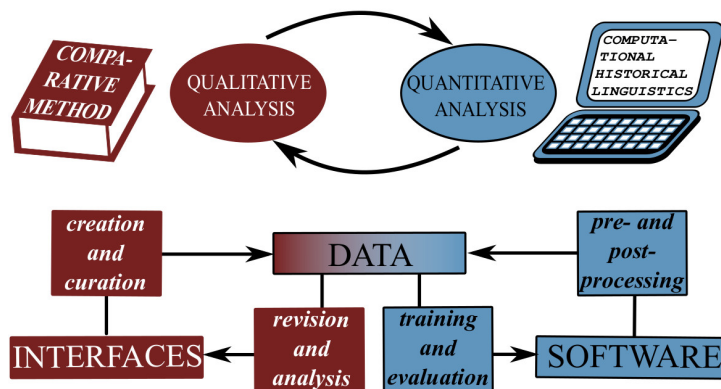 COMPA-
RATIVE
METHOD
QUALITATIVE
ANALYSIS
QUANTITATIVE
ANALYSIS
COMPUTA-
TIONAL
HISTORICAL
LINGUISTICS
creation
and
curation
DATA
pre- and
post-
processing
INTERFACES
revision
and
analysis
training
and
evaluation
SOFTWARE